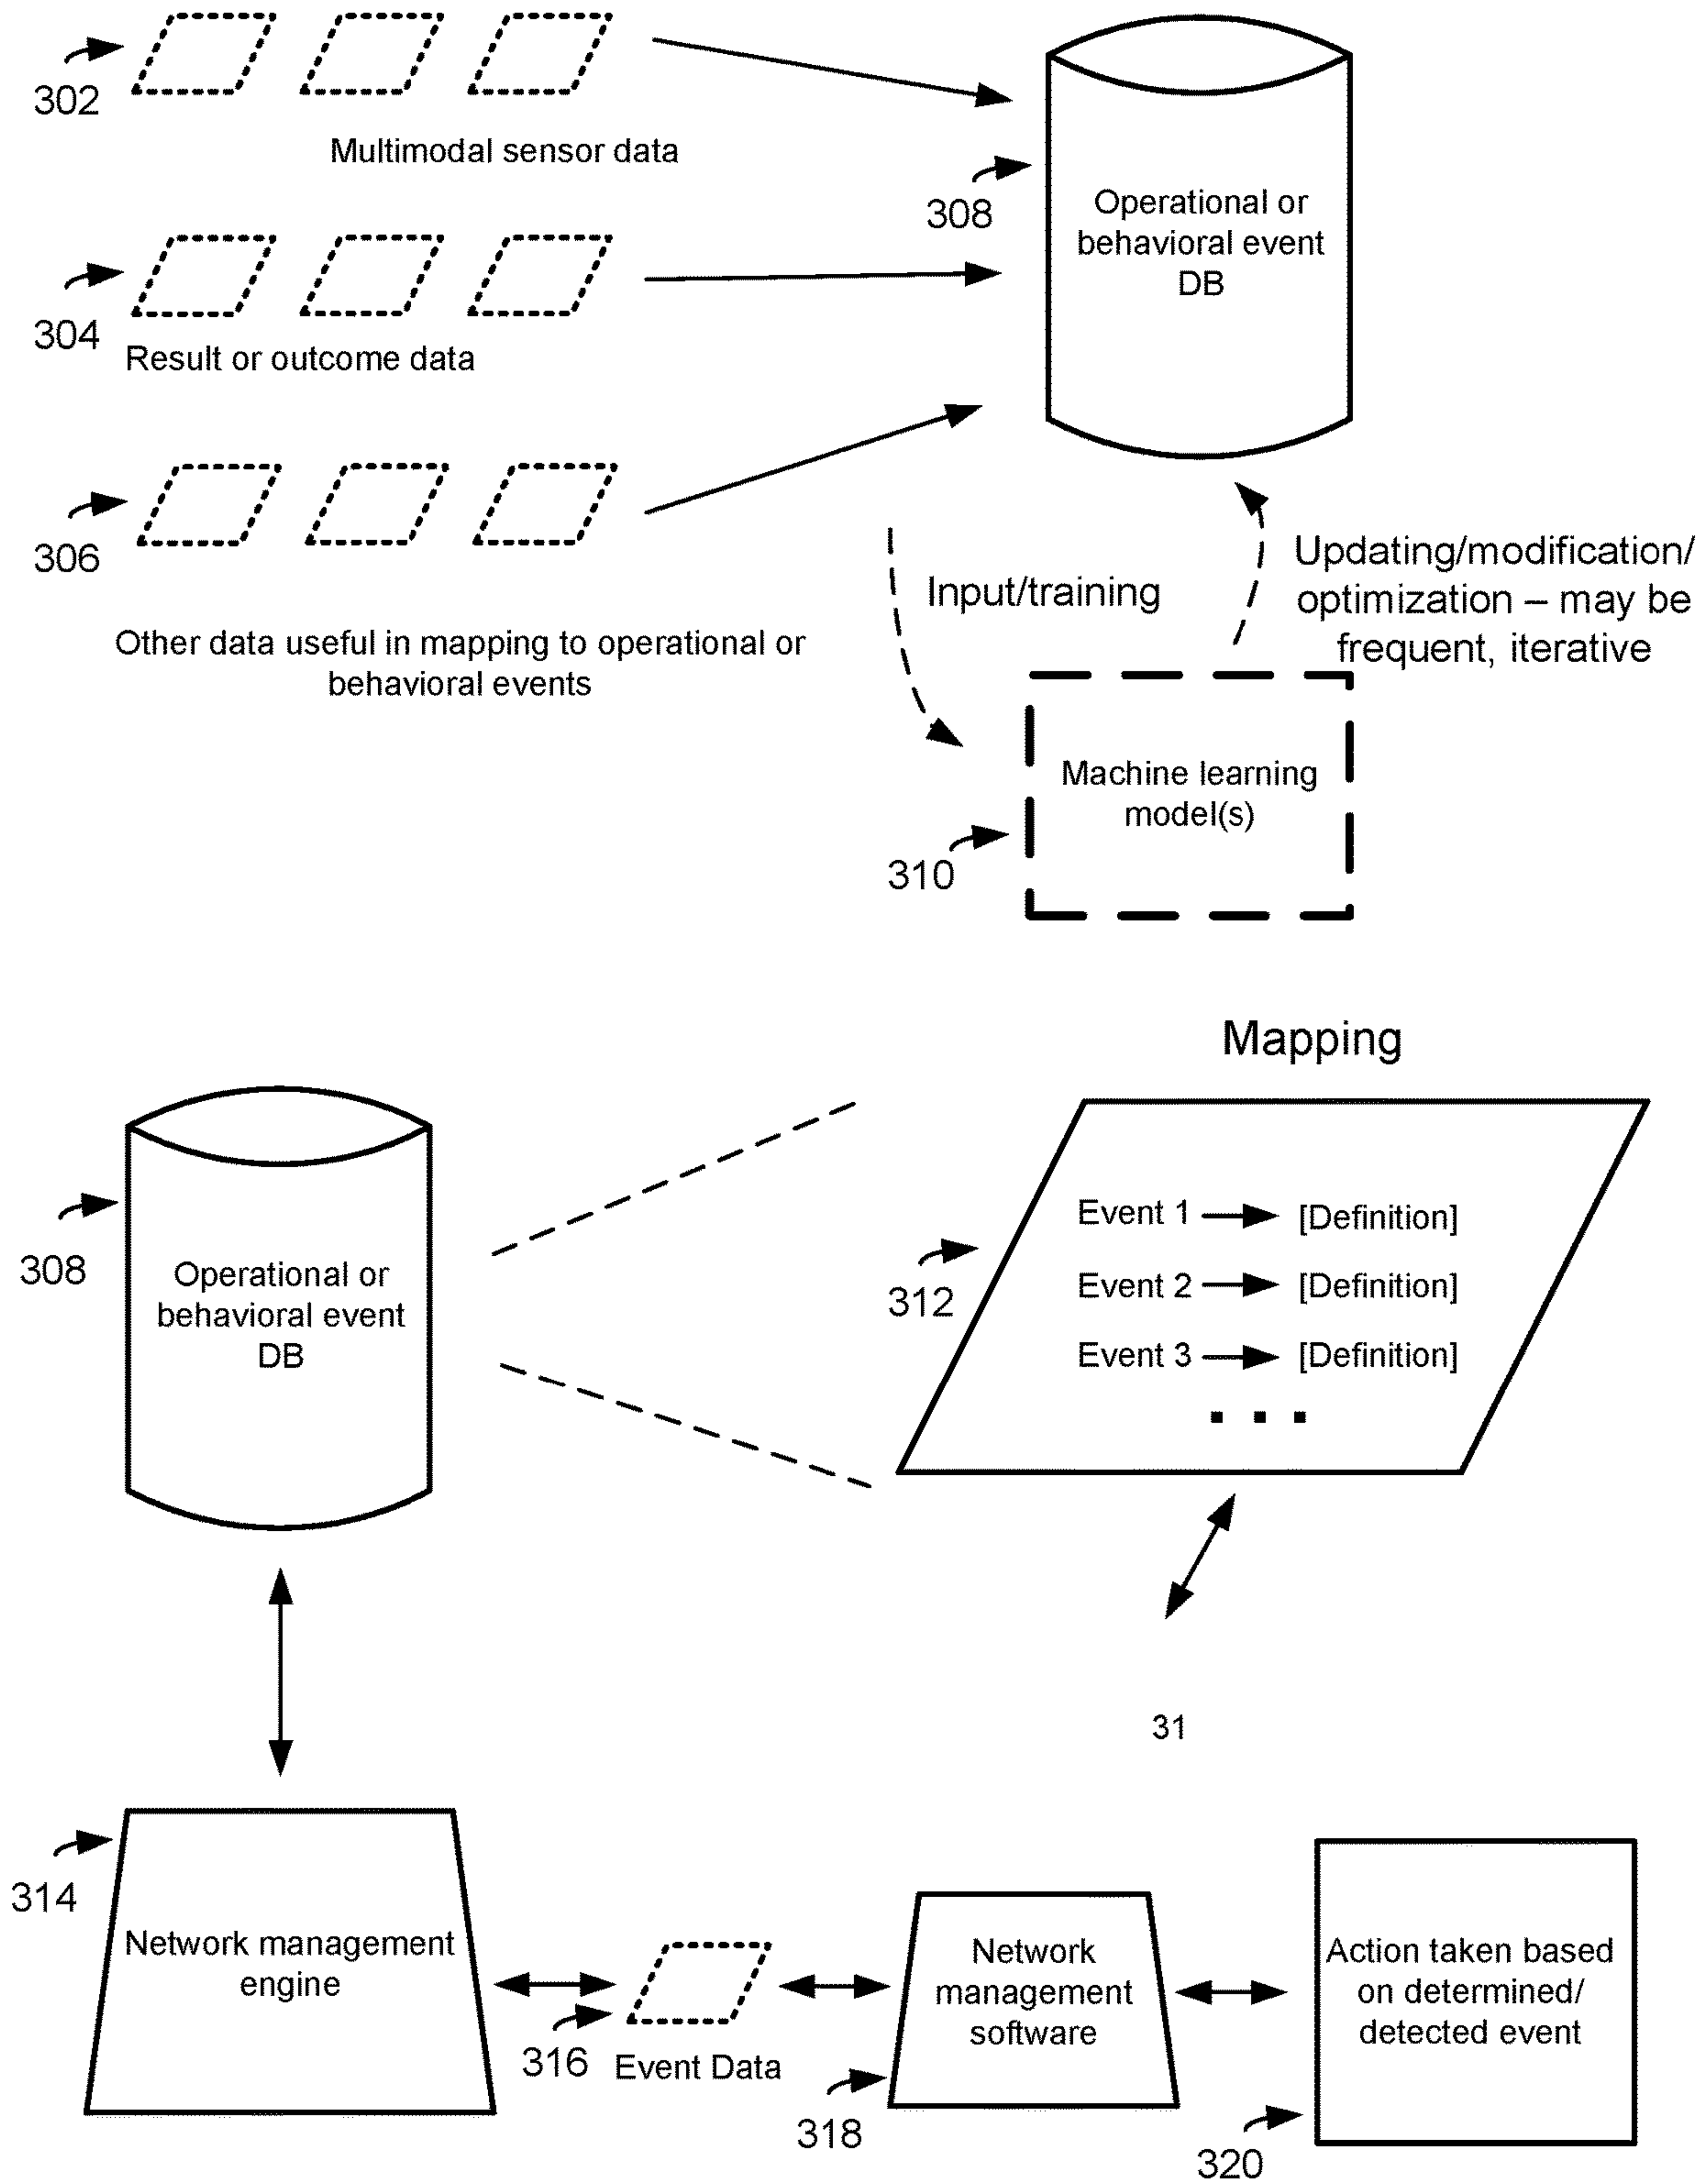 302
Multimodal sensor data
308
Operational or
behavioral event
DB
304
Result or outcome data
306
Other data useful in mapping to operational or
behavioral events
Input/training
Updating/modification/
optimization – may be
frequent, iterative
Machine learning
model(s)
310
Mapping
308
Operational or
behavioral event
DB
312
Event 1 [Definition]
Event 2 [Definition]
Event 3 [Definition]
. . .
31
314
Network management
engine
316
Event Data
Network
management
software
318
Action taken based
on determined/
detected event
320